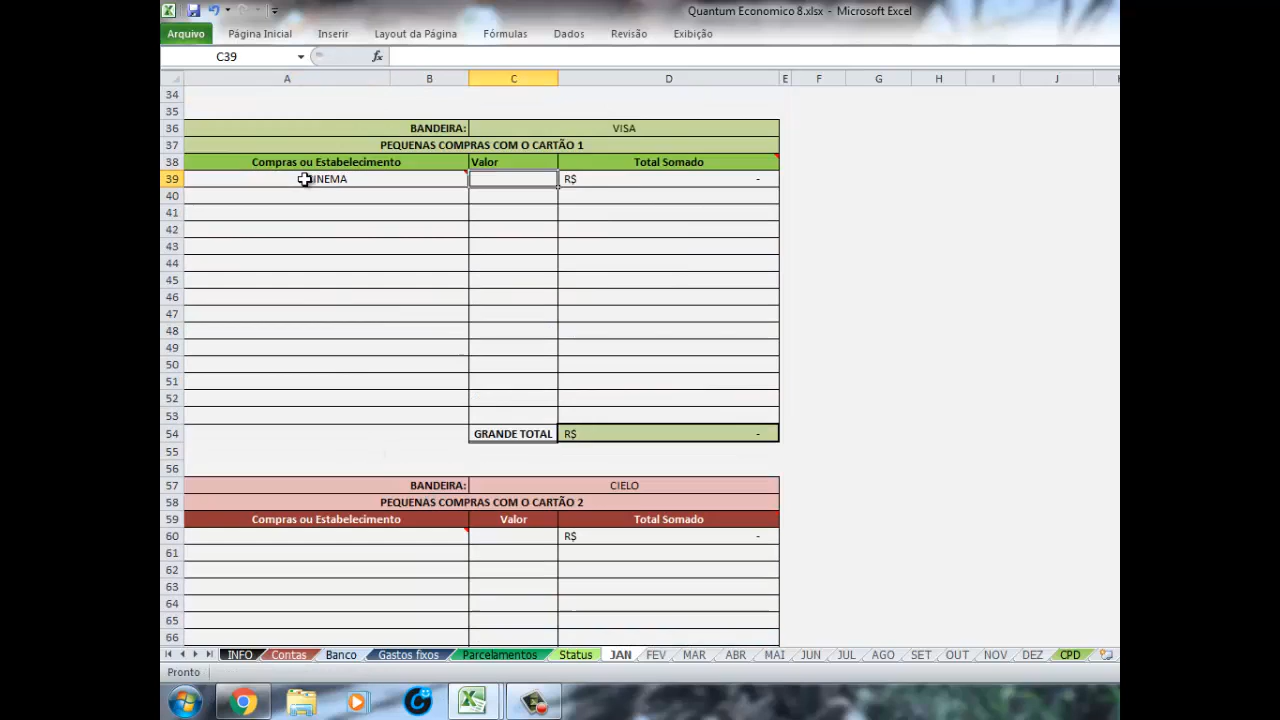 Quantum Economico 8.xlsx - Microsoft Excel
Arquivo Página Inicial Inserir Layout da Página Fórmulas Dados Revisão Exibição
C39 fx
A B C D E F G H I J
34
35
36 BANDEIRA: VISA
37 PEQUENAS COMPRAS COM O CARTÃO 1
38 Compras ou Estabelecimento Valor Total Somado
39 CINEMA R$ -
40
41
42
43
44
45
46
47
48
49
50
51
52
53
54 GRANDE TOTAL R$ -
55
56
57 BANDEIRA: CIELO
58 PEQUENAS COMPRAS COM O CARTÃO 2
59 Compras ou Estabelecimento Valor Total Somado
60 R$ -
61
62
63
64
65
66
INFO Contas Banco Gastos fixos Parcelamentos Status JAN FEV MAR ABR MAI JUN JUL AGO SET OUT NOV DEZ CPD
Pronto